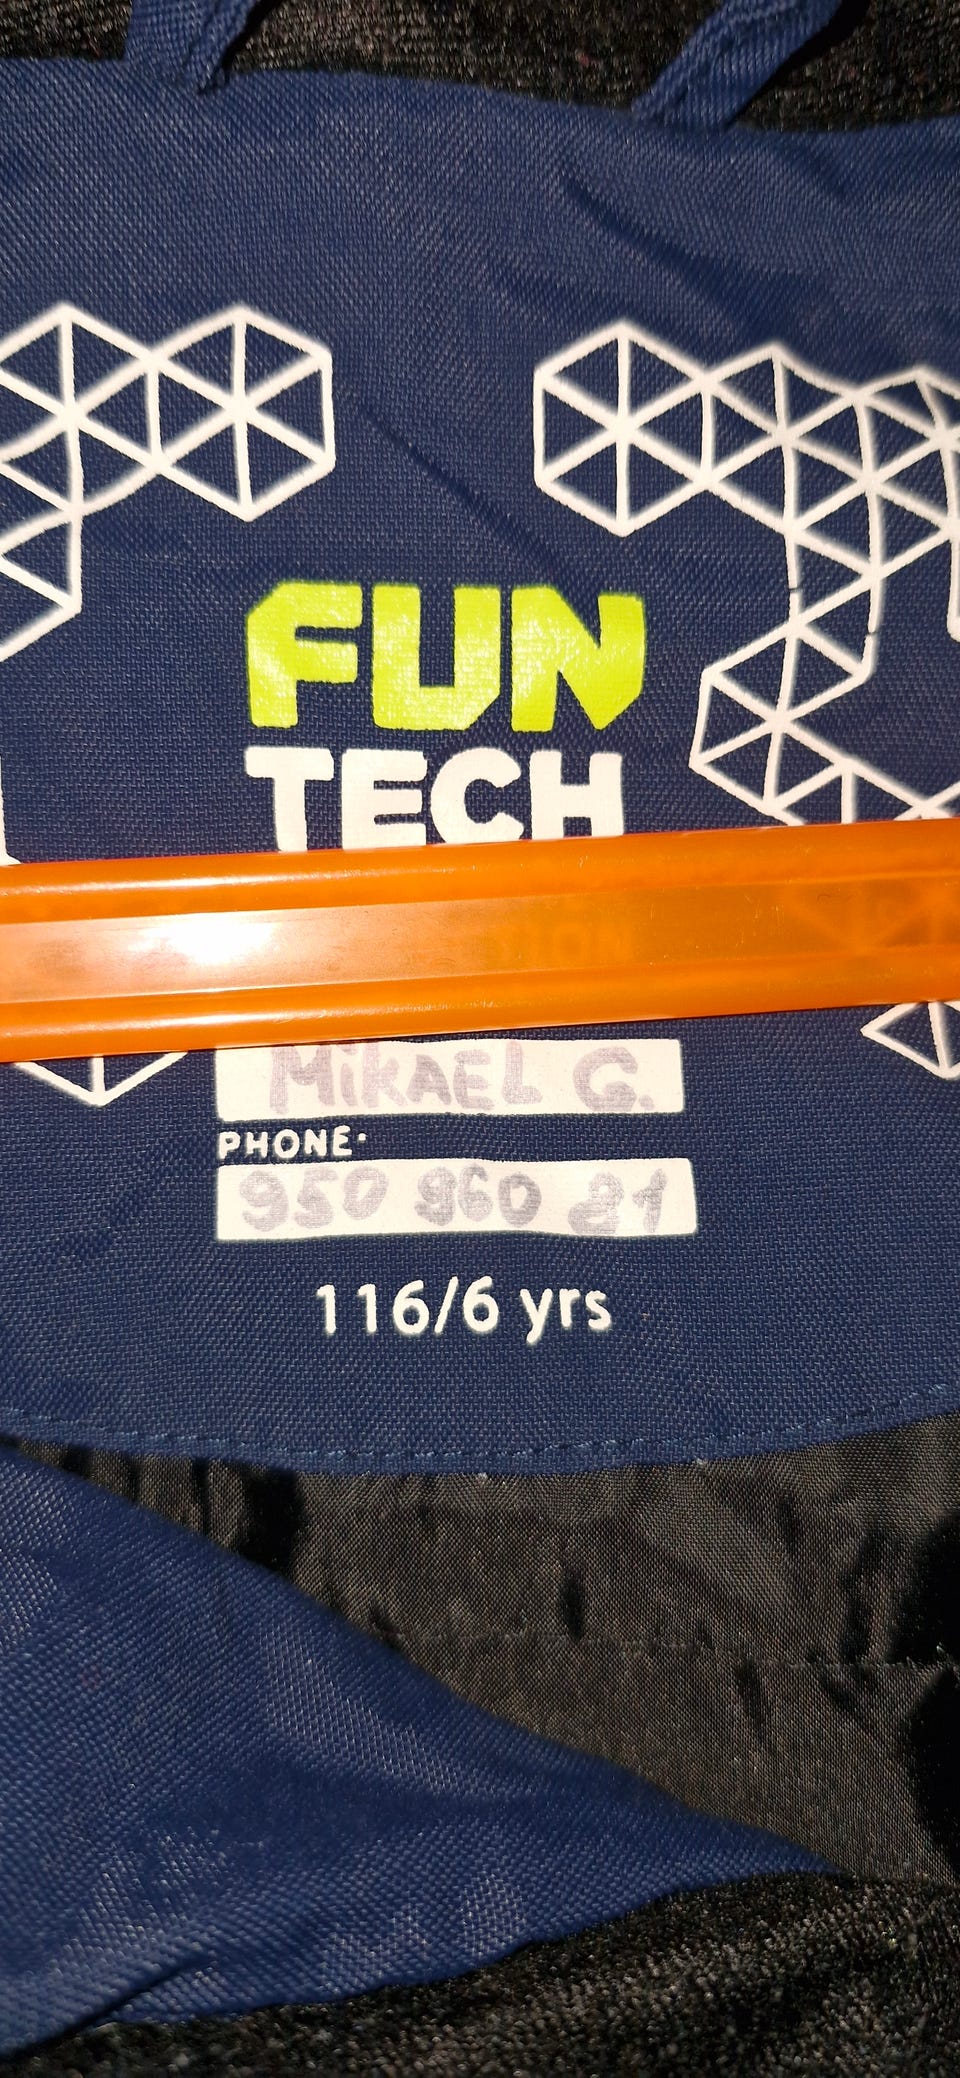 FUN
TECH
MiKAEL G.
PHONE:
950 960 21
116/6 yrs